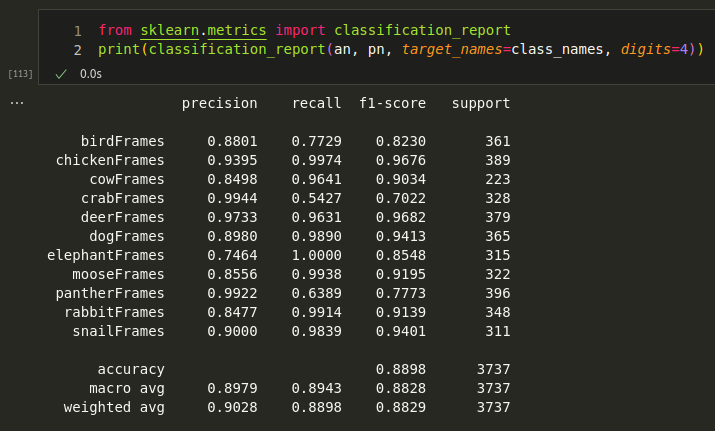 1 from sklearn.metrics import classification_report
2 print(classification_report(an, pn, target_names=class_names, digits=4))
[113] ✓ 0.0s
... precision recall f1-score support
birdFrames 0.8801 0.7729 0.8230 361
chickenFrames 0.9395 0.9974 0.9676 389
cowFrames 0.8498 0.9641 0.9034 223
crabFrames 0.9944 0.5427 0.7022 328
deerFrames 0.9733 0.9631 0.9682 379
dogFrames 0.8980 0.9890 0.9413 365
elephantFrames 0.7464 1.0000 0.8548 315
mooseFrames 0.8556 0.9938 0.9195 322
pantherFrames 0.9922 0.6389 0.7773 396
rabbitFrames 0.8477 0.9914 0.9139 348
snailFrames 0.9000 0.9839 0.9401 311
accuracy 0.8898 3737
macro avg 0.8979 0.8943 0.8828 3737
weighted avg 0.9028 0.8898 0.8829 3737